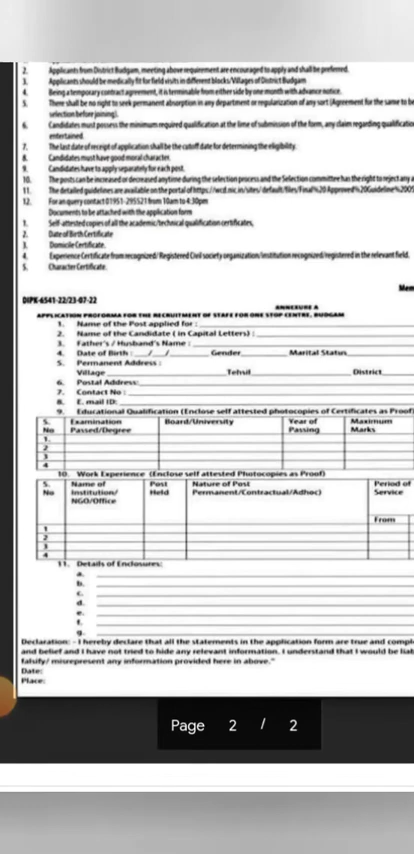 2. Applicants from District Budgam, meeting above requirement are encouraged to apply and shall be preferred.
3. Applicants should be medically fit for field visits in different blocks/Villages of District Budgam
4. Being a temporary contract agreement, it is terminable from either side by one month with advance notice.
5. There shall be no right to seek permanent absorption in any department or regularization of any sort (Agreement for the same to be
selection before joining).
6. Candidates must possess the minimum required qualification at the time of submission of the form, any claim regarding qualificatio
entertained.
7. The last date of receipt of application shall be the cutoff date for determining the eligibility.
8. Candidates must have good moral character.
9. Candidates have to apply separately for each post.
10. The posts can be increased or decreased anytime during the selection process and the Selection committee has the right to reject any a
11. The detailed guidelines are available on the portal of https://wcd.nic.in/sites/default/files/Final%20 Approved%20Guideline%20
12. For an query contact 01951-295521 from 10am to 4:30pm
Documents to be attached with the application form
1. Self-attested copies of all the academic/technical qualification certificates,
2. Date of Birth Certificate
3. Domicile Certificate.
4. Experience Certificate from recognized/ Registered Civil society organization/institution recognized/registered in the relevant field.
5. Character Certificate.
Mem
DIPK-6541-22/23-07-22
ANNEXURE A
APPLICATION PROFORMA FOR THE RECRUITMENT OF STAFF FOR ONE STOP CENTRE, BUDGAM
1. Name of the Post applied for :
2. Name of the Candidate ( in Capital Letters) :
3. Father's / Husband's Name :
4. Date of Birth : __/__/__ Gender______ Marital Status
5. Permanent Address :
Village Tehsil District
6. Postal Address:
7. Contact No :
8. E. mail ID:
9. Educational Qualification (Enclose self attested photocopies of Certificates as Proof)
S. No Examination Passed/Degree Board/University Year of Passing Maximum Marks
1.
2
3
4
10. Work Experience (Enclose self attested Photocopies as Proof)
S. No Name of Institution/ NGO/Office Post Held Nature of Post Permanent/Contractual/Adhoc) Period of Service
From
1
2
3
4
11. Details of Enclosures:
a.
b.
c.
d.
e.
f.
g.
Declaration: - I hereby declare that all the statements in the application form are true and compl
and belief and I have not tried to hide any relevant information. I understand that I would be liab
falsify/ misrepresent any information provided here in above."
Date:
Place:
Page 2 / 2